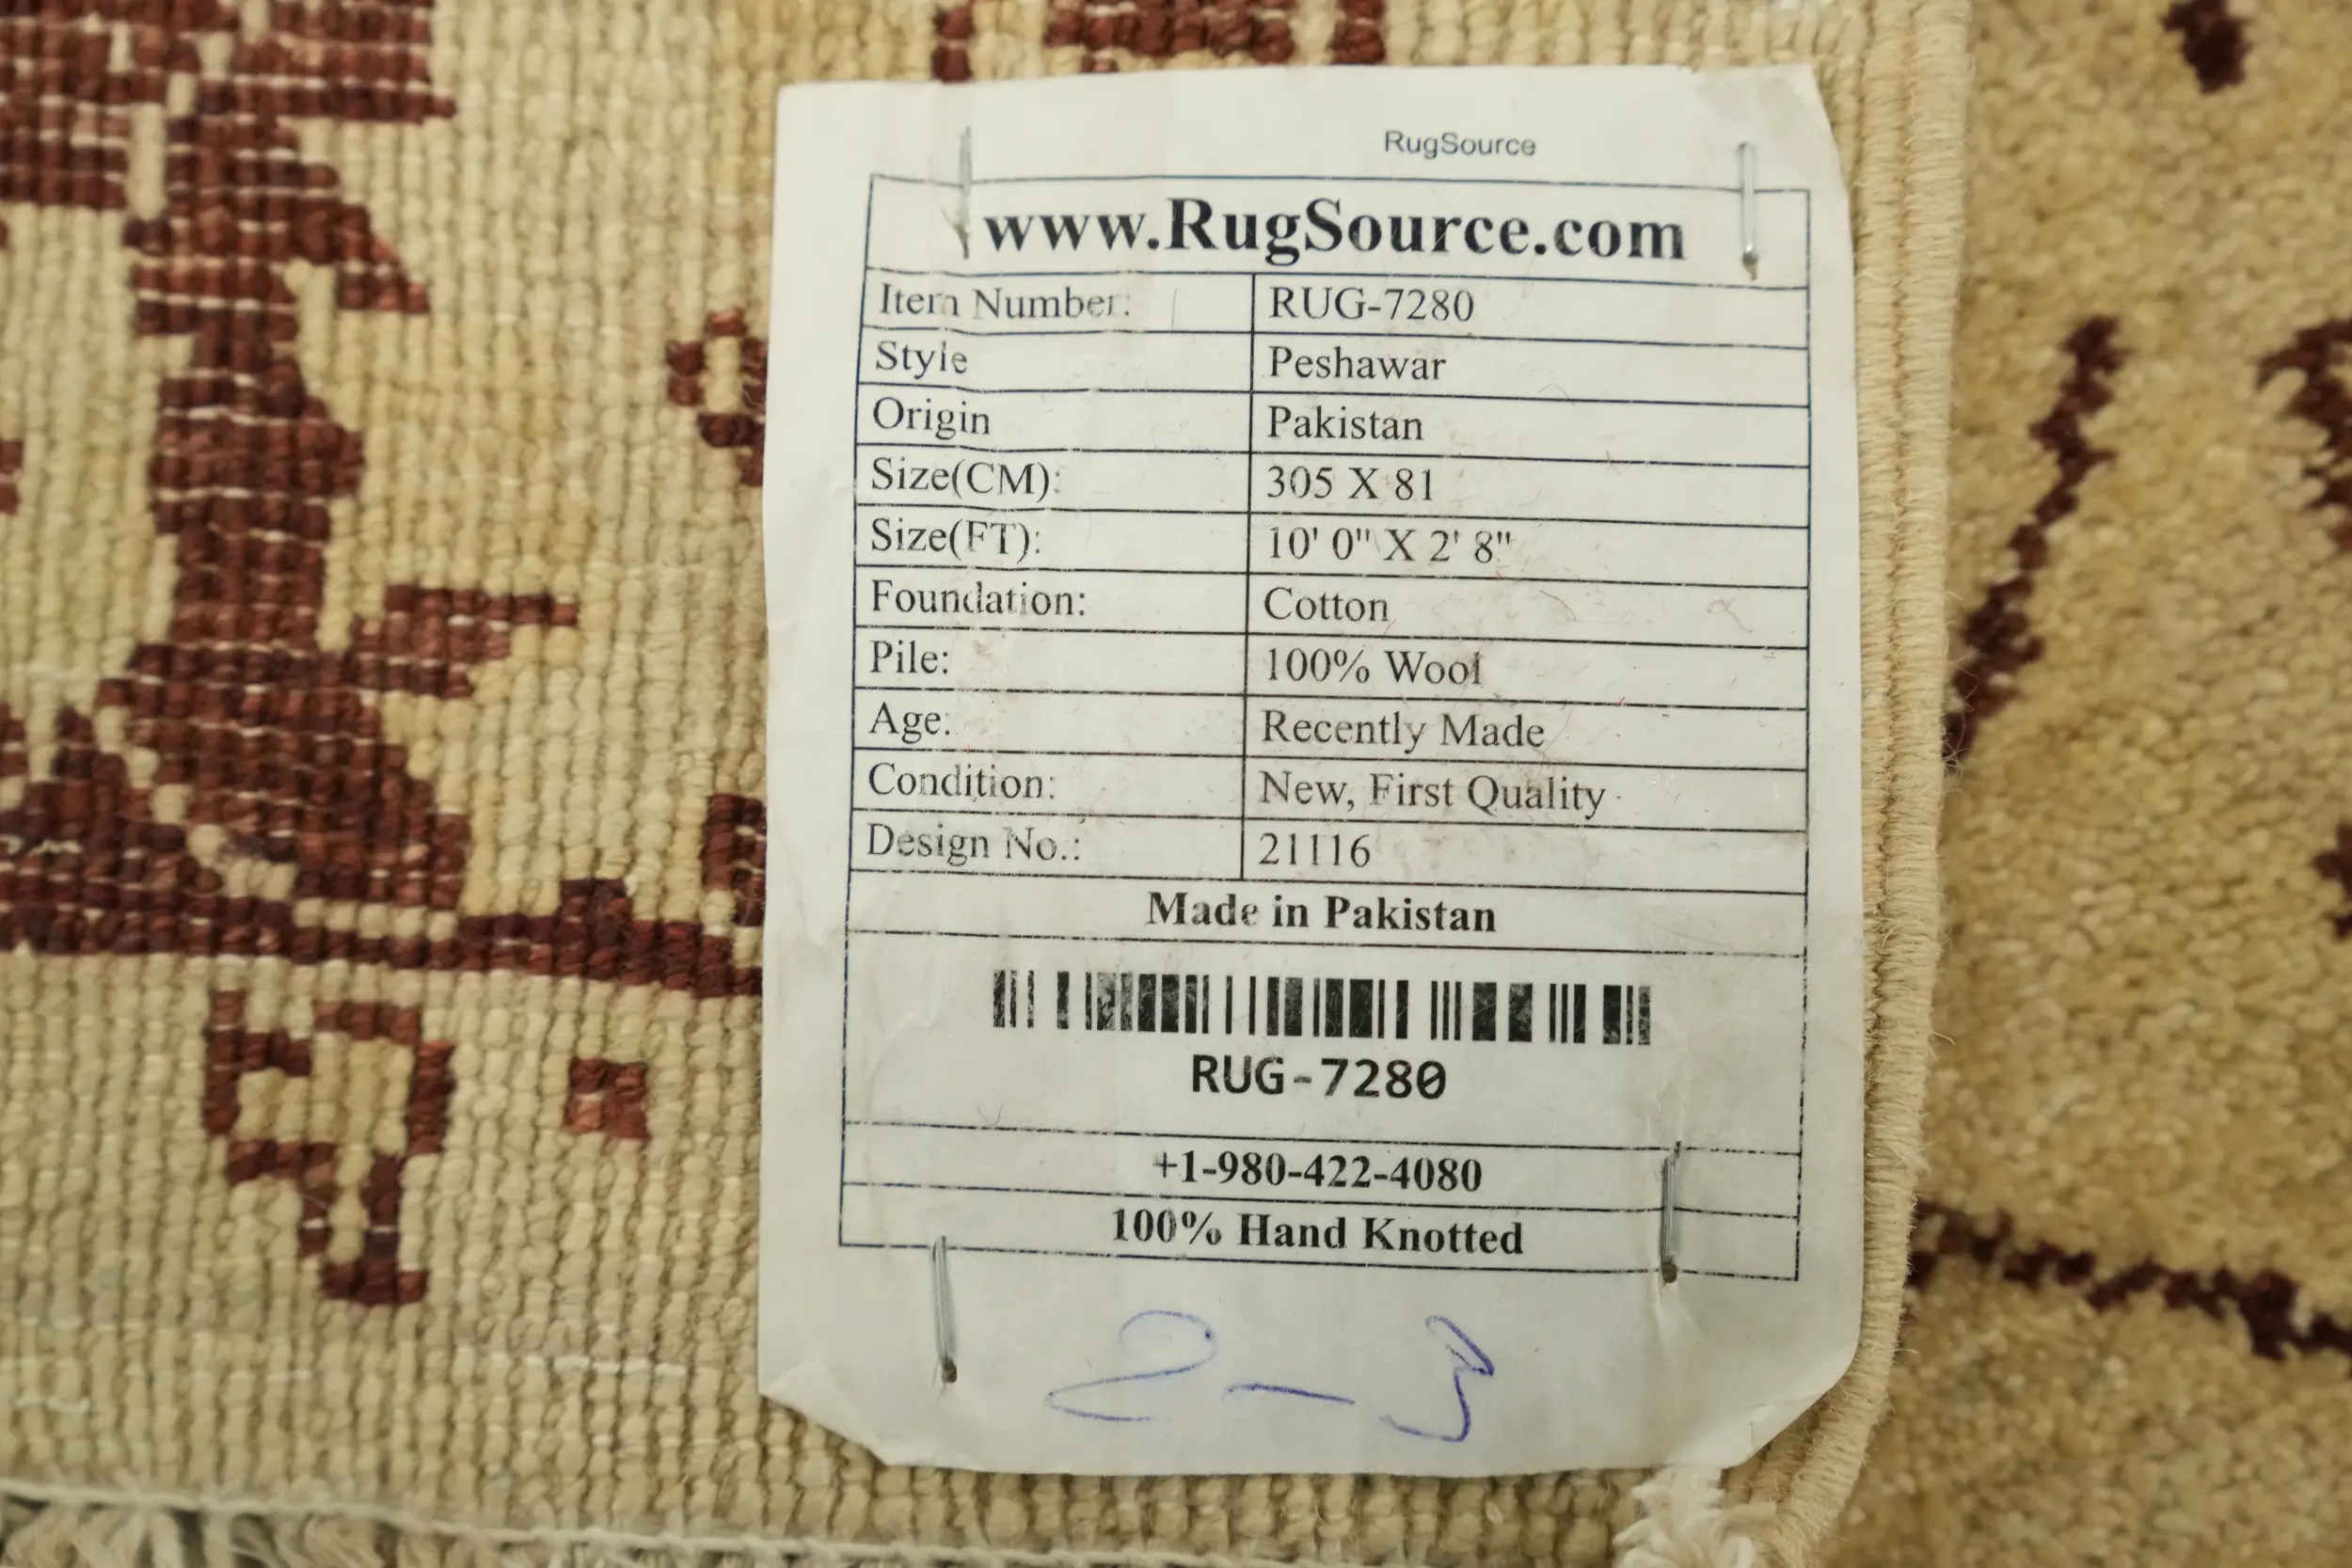 RugSource
www.RugSource.com
Item Number: RUG-7280
Style Peshawar
Origin Pakistan
Size(CM): 305 X 81
Size(FT): 10' 0" X 2' 8"
Foundation: Cotton
Pile: 100% Wool
Age: Recently Made
Condition: New, First Quality
Design No.: 21116
Made in Pakistan
RUG-7280
+1-980-422-4080
100% Hand Knotted
2-3